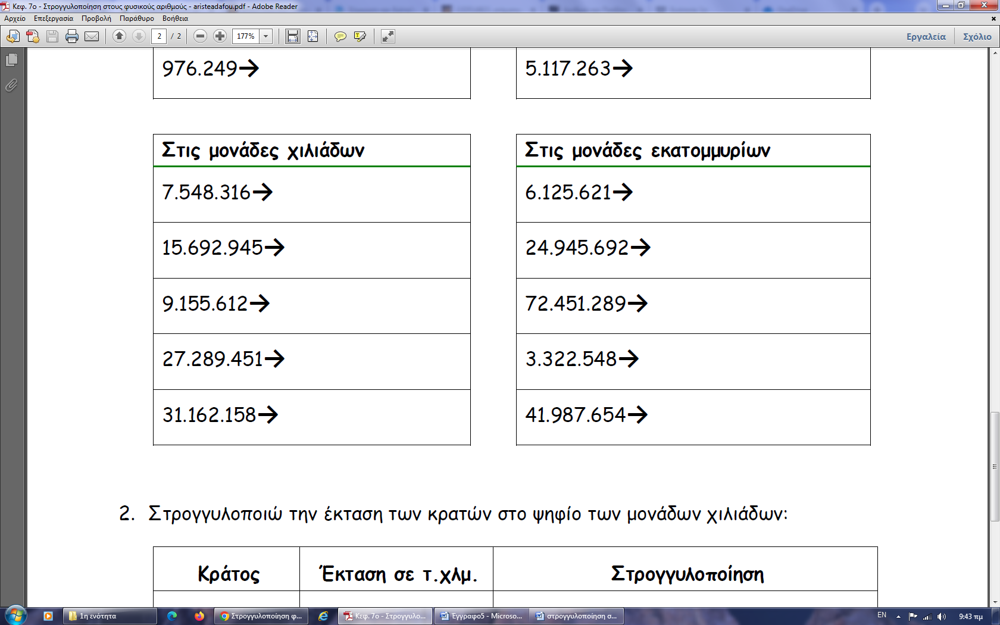 Κεφ. 7ο - Στρογγυλοποίηση στους φυσικούς αριθμούς - aristeadafou.pdf - Adobe Reader
Αρχείο Επεξεργασία Προβολή Παράθυρο Βοήθεια
2 / 2 177% Εργαλεία Σχόλιο
976.249→
5.117.263→
Στις μονάδες χιλιάδων
7.548.316→
15.692.945→
9.155.612→
27.289.451→
31.162.158→
Στις μονάδες εκατομμυρίων
6.125.621→
24.945.692→
72.451.289→
3.322.548→
41.987.654→
2. Στρογγυλοποιώ την έκταση των κρατών στο ψηφίο των μονάδων χιλιάδων:
Κράτος Έκταση σε τ.χλμ. Στρογγυλοποίηση
1η ενότητα Στρογγυλοποίηση φ... Κεφ. 7ο - Στρογγυλο... Έγγραφο5 - Microso... στρογγυλοποίηση σ... EN 9:43 πμ